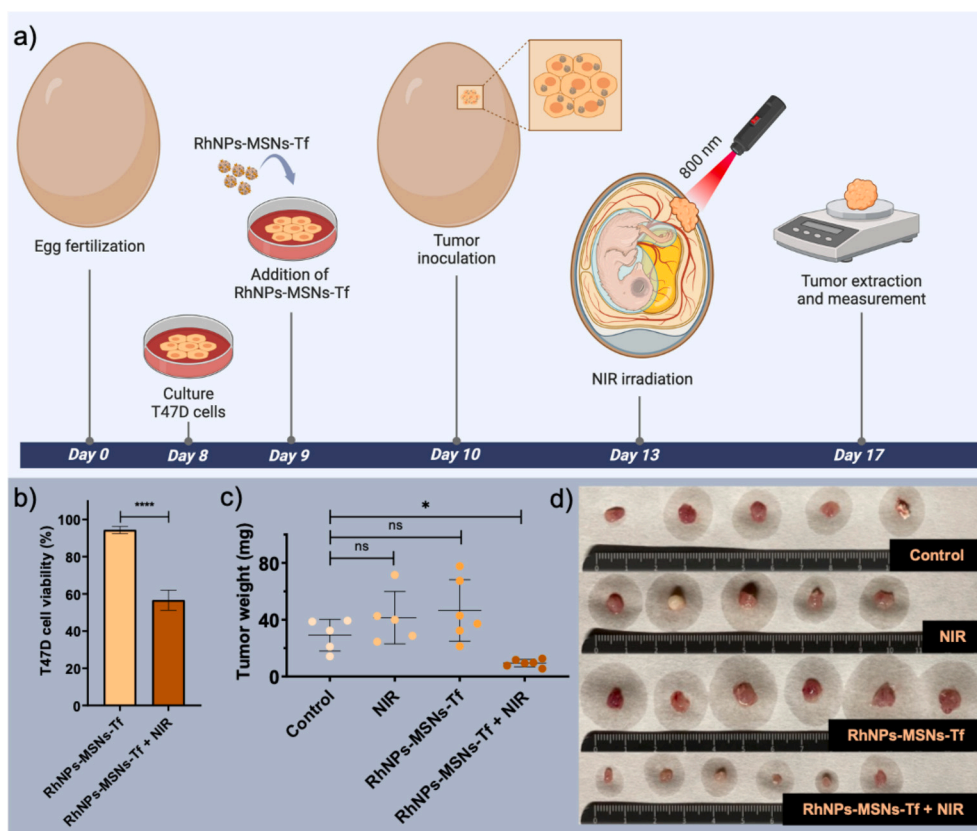 a)
RhNPs-MSNs-Tf
800 nm
Egg fertilization
Addition of
RhNPs-MSNs-Tf
Tumor
inoculation
Tumor extraction
and measurement
NIR irradiation
Culture
T47D cells
Day 0
Day 8
Day 9
Day 10
Day 13
Day 17
b)
T47D cell viability (%)
100
80
60
40
20
0
****
RhNPs-MSNs-Tf
RhNPs-MSNs-Tf + NIR
c)
Tumor weight (mg)
80
40
0
*
ns
ns
Control
NIR
RhNPs-MSNs-Tf
RhNPs-MSNs-Tf + NIR
d)
Control
NIR
RhNPs-MSNs-Tf
RhNPs-MSNs-Tf + NIR